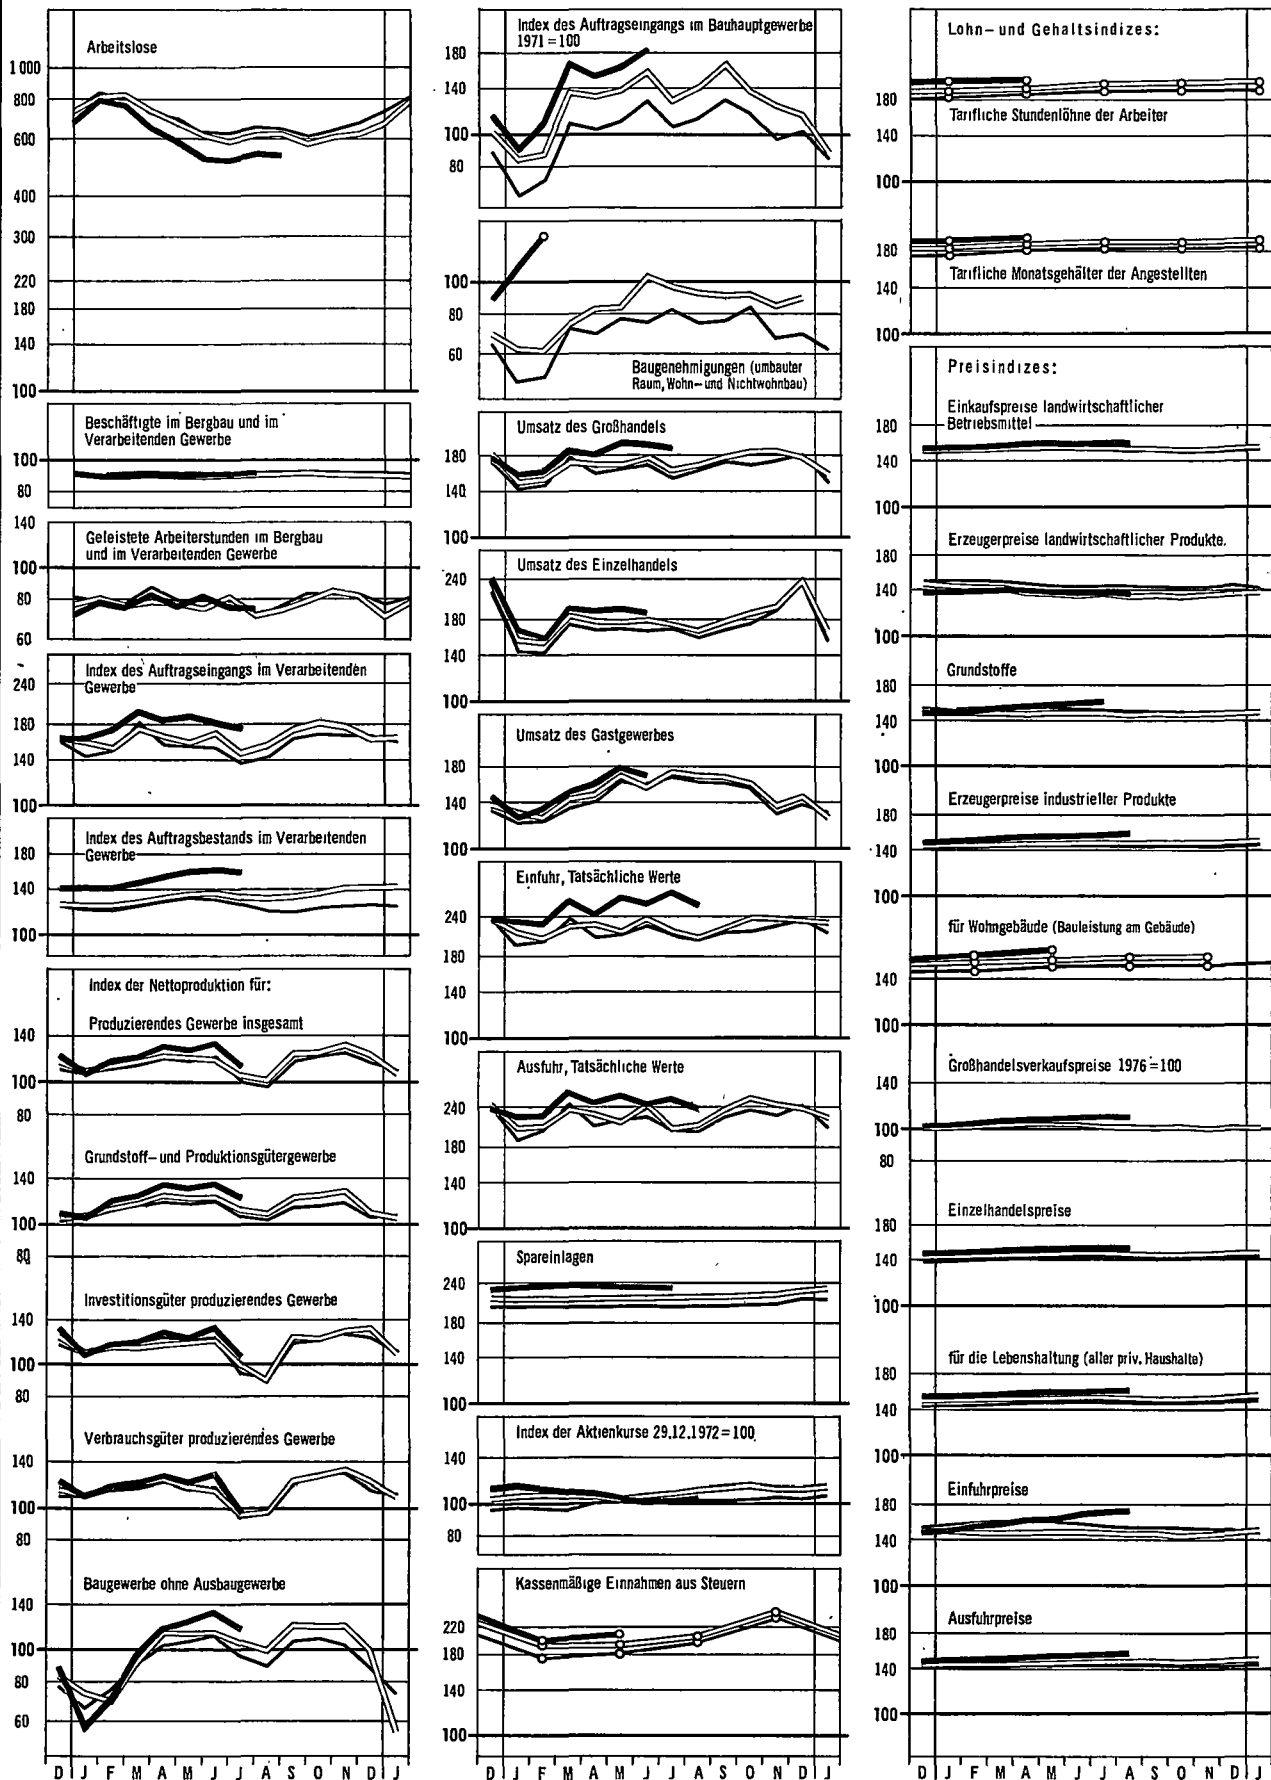 Arbeitslose
1000
800
600
400
300
220
180
140
100
Beschäftigte im Bergbau und im
Verarbeitenden Gewerbe
100
80
140
Geleistete Arbeiterstunden im Bergbau
und im Verarbeitenden Gewerbe
100
80
60
Index des Auftragseingangs im Verarbeitenden
Gewerbe
240
180
140
100
Index des Auftragsbestands im Verarbeitenden
Gewerbe
180
140
100
Index der Nettoproduktion für:
Produzierendes Gewerbe insgesamt
140
100
80
Grundstoff- und Produktionsgütergewerbe
140
100
80
Investitionsgüter produzierendes Gewerbe
140
100
80
Verbrauchsgüter produzierendes Gewerbe
140
100
80
Baugewerbe ohne Ausbaugewerbe
140
100
80
60
D J F M A M J J A S O N D J
Index des Auftragseingangs im Bauhauptgewerbe
1971=100
180
140
100
80
100
80
60
Baugenehmigungen (umbauter
Raum, Wohn- und Nichtwohnbau)
Umsatz des Großhandels
180
140
100
Umsatz des Einzelhandels
240
180
140
100
Umsatz des Gastgewerbes
180
140
100
Einfuhr, Tatsächliche Werte
240
180
140
100
Ausfuhr, Tatsächliche Werte
240
180
140
100
Spareinlagen
240
180
140
100
Index der Aktienkurse 29.12.1972=100
140
100
80
Kassenmäßige Einnahmen aus Steuern
220
180
140
100
D J F M A M J J A S O N D J
Lohn- und Gehaltsindizes:
180
Tarifliche Stundenlöhne der Arbeiter
140
100
180
Tarifliche Monatsgehälter der Angestellten
140
100
Preisindizes:
Einkaufspreise landwirtschaftlicher
Betriebsmittel
180
140
100
Erzeugerpreise landwirtschaftlicher Produkte.
180
140
100
Grundstoffe
180
140
100
Erzeugerpreise industrieller Produkte
180
140
100
für Wohngebäude (Bauleistung am Gebäude)
140
100
Großhandelsverkaufspreise 1976=100
140
100
80
Einzelhandelspreise
180
140
100
für die Lebenshaltung (aller priv. Haushalte)
180
140
100
Einfuhrpreise
180
140
100
Ausfuhrpreise
180
140
100
D J F M A M J J A S O N D J